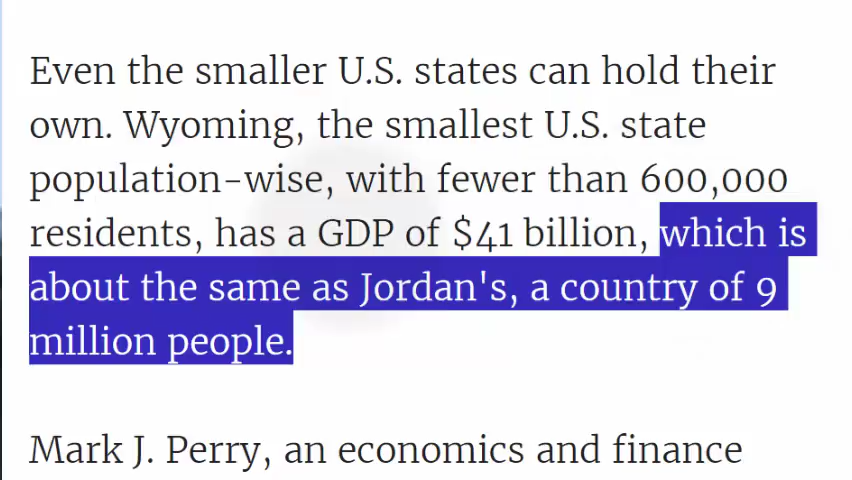 Even the smaller U.S. states can hold their
own. Wyoming, the smallest U.S. state
population-wise, with fewer than 600,000
residents, has a GDP of $41 billion, which is
about the same as Jordan's, a country of 9
million people.
Mark J. Perry, an economics and finance